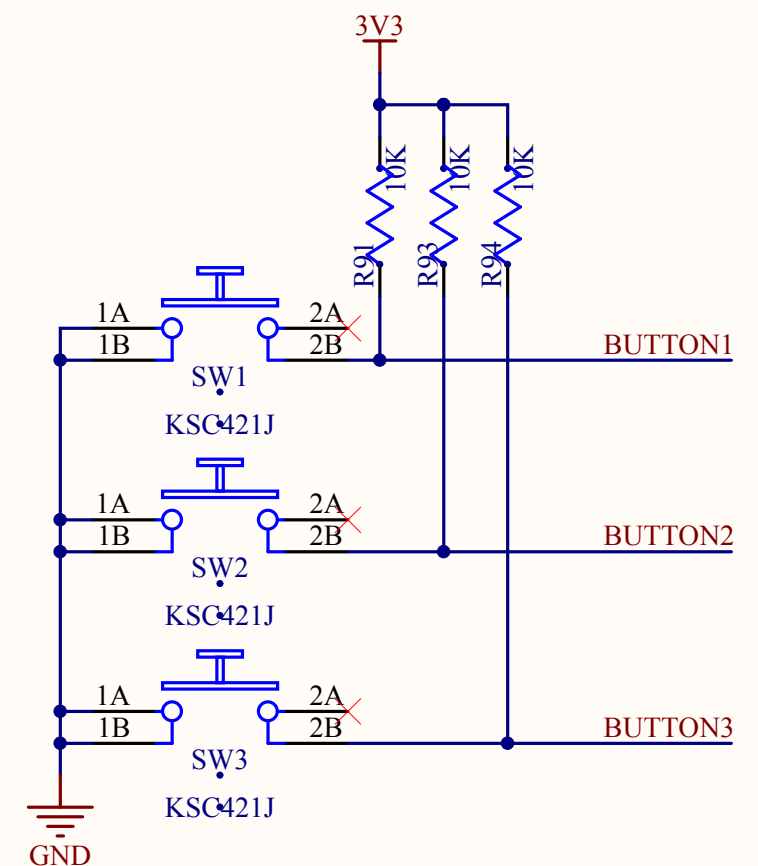 3V3
10K
10K
10K
R91
R93
R94
1A
2A
1B
2B
BUTTON1
SW1
KSC421J
1A
2A
1B
2B
BUTTON2
SW2
KSC421J
1A
2A
1B
2B
BUTTON3
SW3
KSC421J
GND